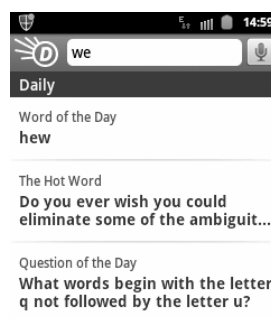 E 14:59
D we
Daily
Word of the Day
hew
The Hot Word
Do you ever wish you could
eliminate some of the ambiguit...
Question of the Day
What words begin with the letter
q not followed by the letter u?